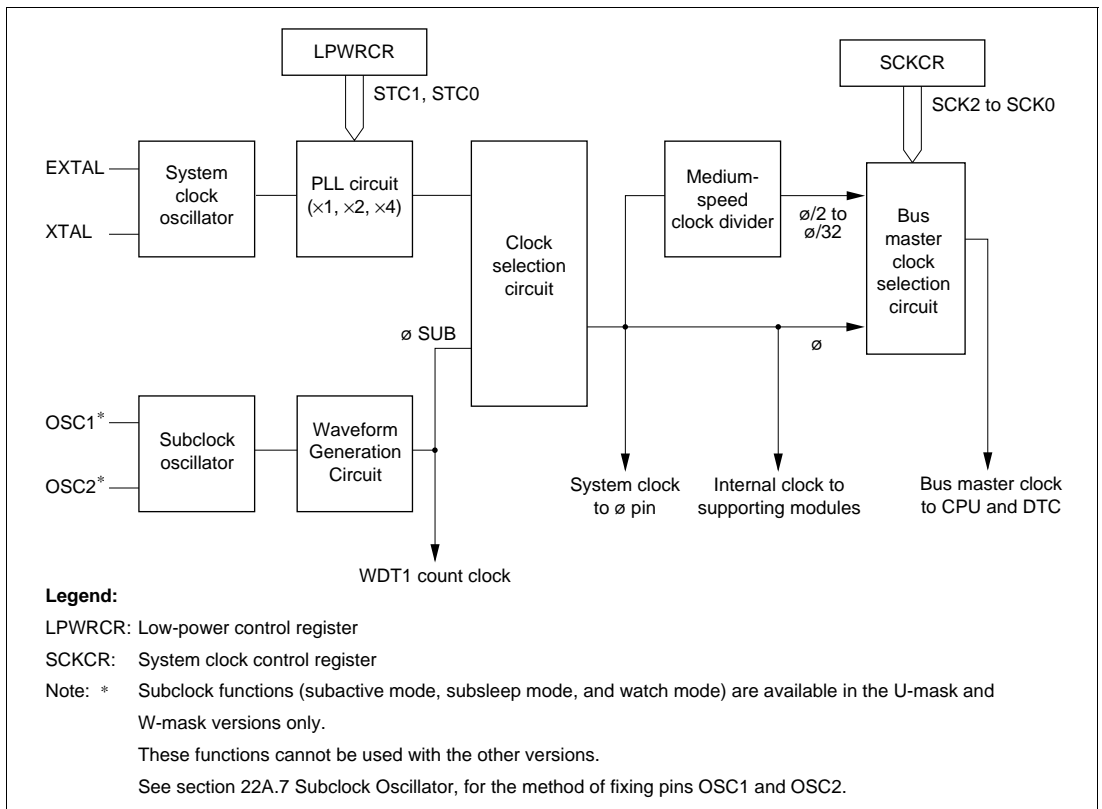 LPWRCR
SCKCR
STC1, STC0
SCK2 to SCK0
EXTAL
XTAL
System
clock
oscillator
PLL circuit
(×1, ×2, ×4)
Clock
selection
circuit
Medium-
speed
clock divider
ø/2 to
ø/32
Bus
master
clock
selection
circuit
ø SUB
ø
OSC1*
OSC2*
Subclock
oscillator
Waveform
Generation
Circuit
System clock
to ø pin
Internal clock to
supporting modules
Bus master clock
to CPU and DTC
WDT1 count clock
Legend:
LPWRCR: Low-power control register
SCKCR: System clock control register
Note: * Subclock functions (subactive mode, subsleep mode, and watch mode) are available in the U-mask and
W-mask versions only.
These functions cannot be used with the other versions.
See section 22A.7 Subclock Oscillator, for the method of fixing pins OSC1 and OSC2.